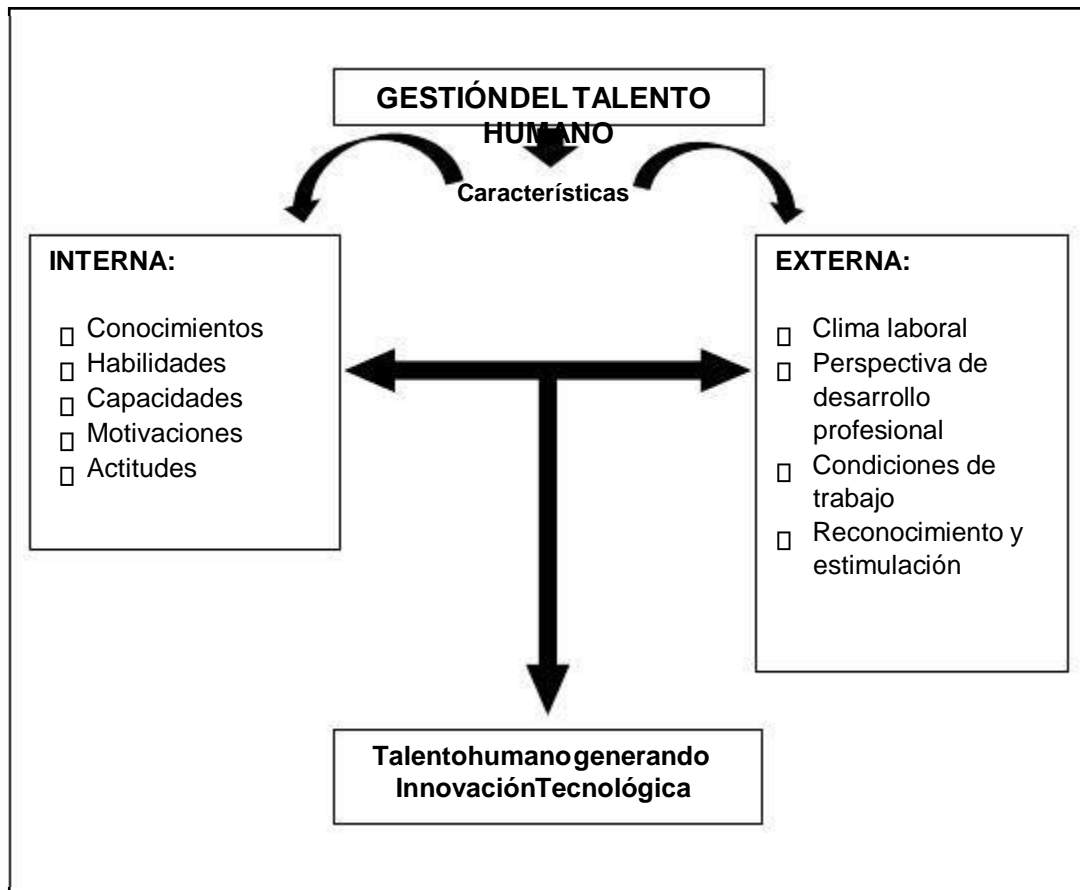 GESTIÓNDEL TALENTO
HUMANO
Característícas
INTERNA:
Conocimientos
Habilidades
Capacidades
Motivaciones
Actitudes
EXTERNA:
Clima laboral
Perspectiva de
desarrollo
profesional
Condiciones de
trabajo
Reconocimiento y
estimulación
Talentohumanogenerando
InnovaciónTecnológica